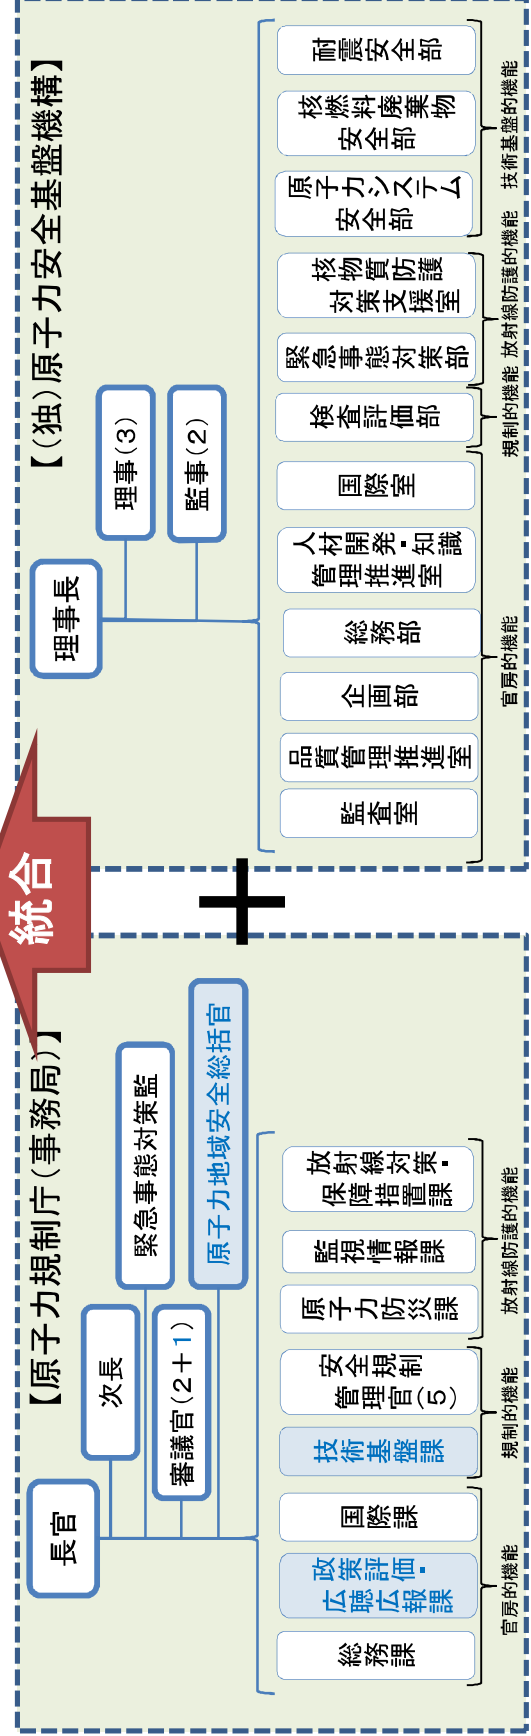 統合
【原子力規制庁(事務局)】
長官
次長
緊急事態対策監
審議官(2+1)
原子力地域安全総括官
総務課
政策評価・
広聴広報課
国際課
技術基盤課
安全規制
管理官(5)
原子力防災課
監視情報課
放射線対策・
保障措置課
官房的機能
規制的機能
放射線防護的機能
+
【(独)原子力安全基盤機構】
理事長
理事(3)
監事(2)
監査室
品質管理推進室
企画部
総務部
人材開発・知識
管理推進室
国際室
検査評価部
緊急事態対策部
核物質防護
対策支援室
原子力システム
安全部
核燃料廃棄物
安全部
耐震安全部
官房的機能
規制的機能
放射線防護的機能
技術基盤的機能